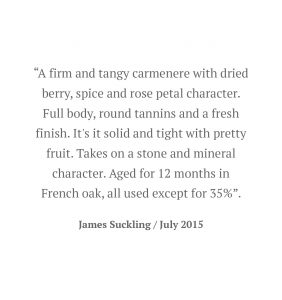 “A firm and tangy carmenere with dried
berry, spice and rose petal character.
Full body, round tannins and a fresh
finish. It's it solid and tight with pretty
fruit. Takes on a stone and mineral
character. Aged for 12 months in
French oak, all used except for 35%”.
James Suckling / July 2015